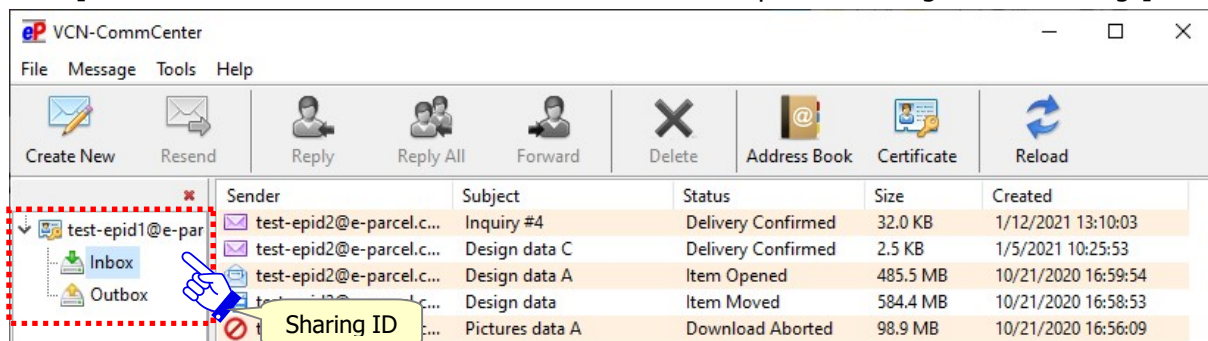 eP VCN-CommCenter
File Message Tools Help
Create New Resend Reply Reply All Forward Delete Address Book Certificate Reload
Sender Subject Status Size Created
test-epid1@e-par
Inbox
Outbox
test-epid2@e-parcel.c... Inquiry #4 Delivery Confirmed 32.0 KB 1/12/2021 13:10:03
test-epid2@e-parcel.c... Design data C Delivery Confirmed 2.5 KB 1/5/2021 10:25:53
test-epid2@e-parcel.c... Design data A Item Opened 485.5 MB 10/21/2020 16:59:54
Design data Item Moved 584.4 MB 10/21/2020 16:58:53
Pictures data A Download Aborted 98.9 MB 10/21/2020 16:56:09
Sharing ID